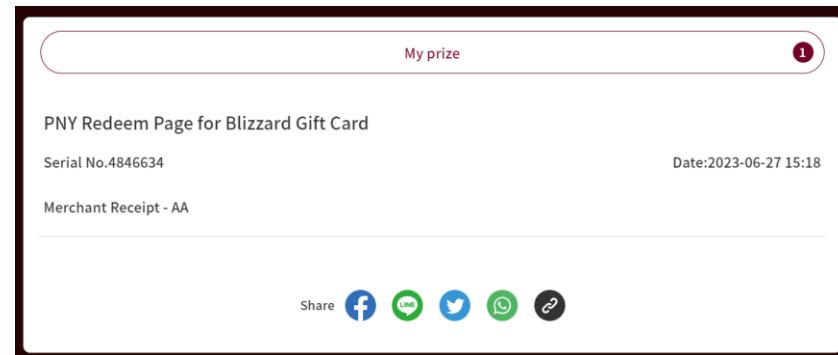 My prize 1
PNY Redeem Page for Blizzard Gift Card
Serial No.4846634 Date:2023-06-27 15:18
Merchant Receipt - AA
Share LINE